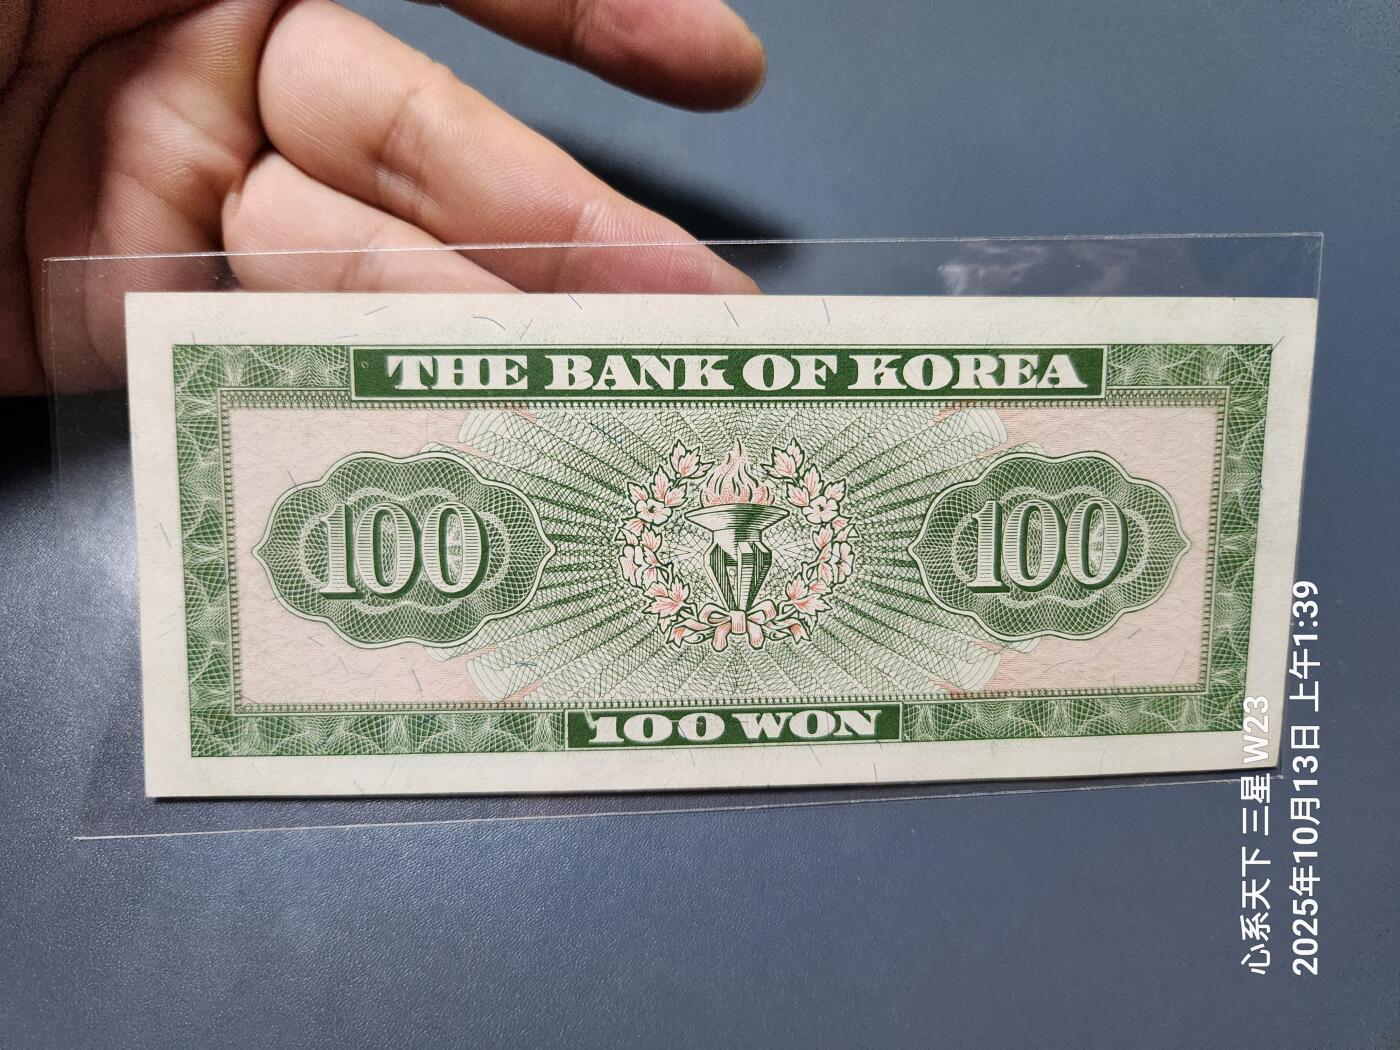 THE BANK OF KOREA
100
100
100 WON
心系天下 三星 W23
2025年10月13日 上午1:39